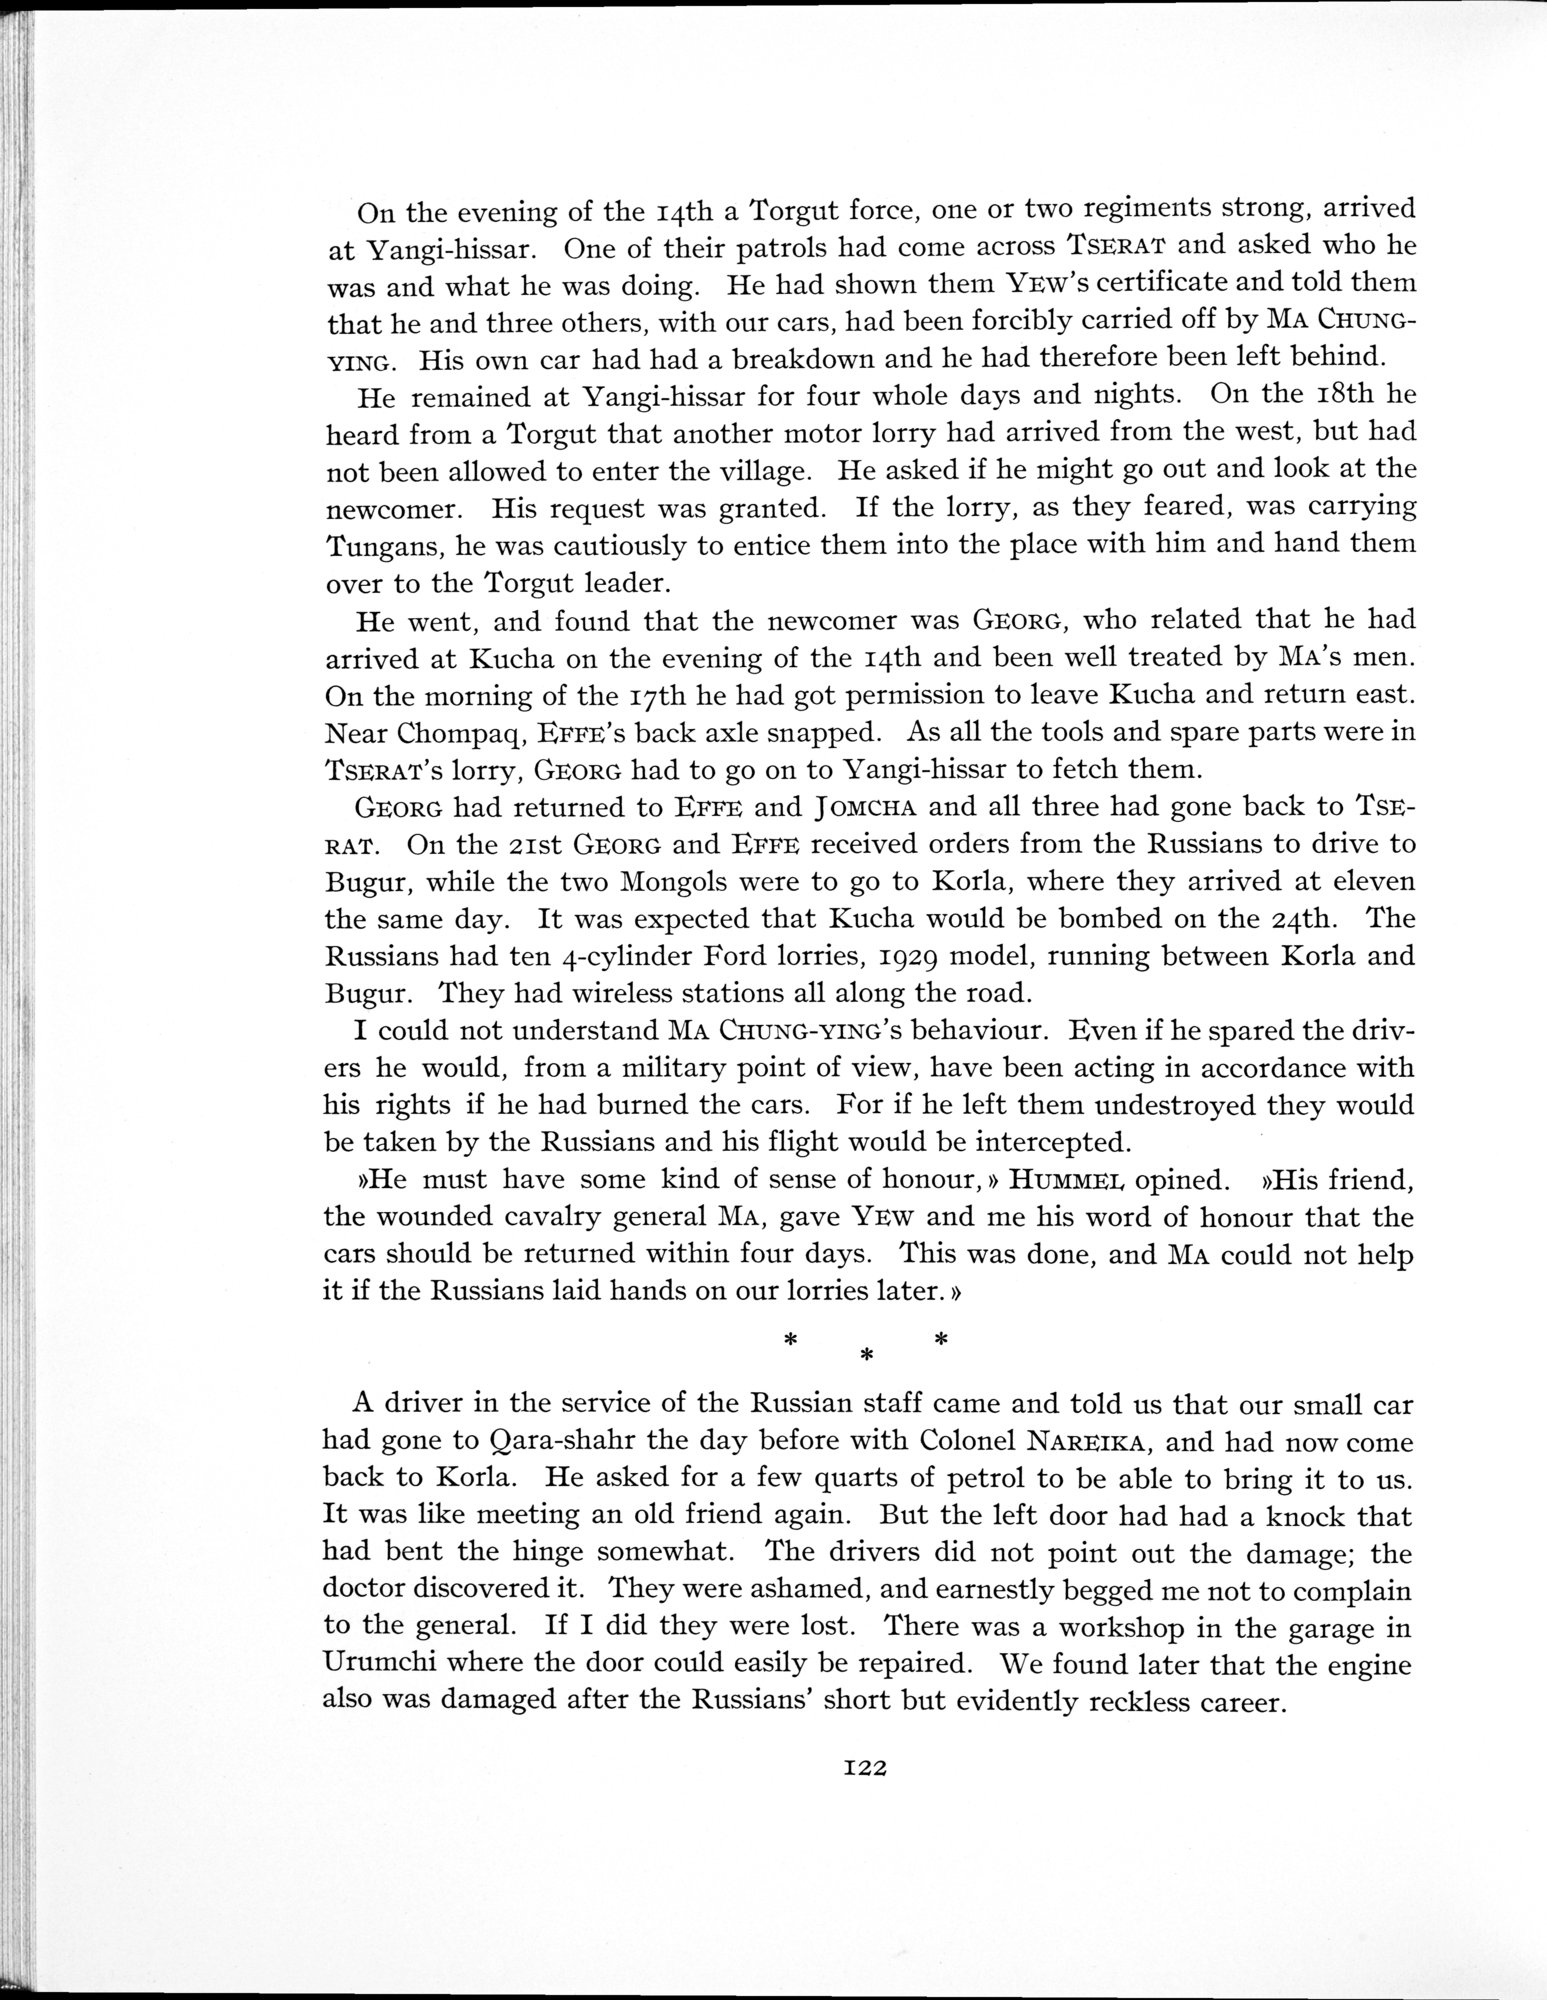 On the evening of the 14th a Torgut force, one or two regiments strong, arrived
at Yangi-hissar. One of their patrols had come across TSERAT and asked who he
was and what he was doing. He had shown them YEW's certificate and told them
that he and three others, with our cars, had been forcibly carried off by MA CHUNG-
YING. His own car had had a breakdown and he had therefore been left behind.
He remained at Yangi-hissar for four whole days and nights. On the 18th he
heard from a Torgut that another motor lorry had arrived from the west, but had
not been allowed to enter the village. He asked if he might go out and look at the
newcomer. His request was granted. If the lorry, as they feared, was carrying
Tungans, he was cautiously to entice them into the place with him and hand them
over to the Torgut leader.
He went, and found that the newcomer was GEORG, who related that he had
arrived at Kucha on the evening of the 14th and been well treated by MA's men.
On the morning of the 17th he had got permission to leave Kucha and return east.
Near Chompaq, EFFE's back axle snapped. As all the tools and spare parts were in
TSERAT's lorry, GEORG had to go on to Yangi-hissar to fetch them.
GEORG had returned to EFFE and JOMCHA and all three had gone back to TSE-
RAT. On the 21st GEORG and EFFE received orders from the Russians to drive to
Bugur, while the two Mongols were to go to Korla, where they arrived at eleven
the same day. It was expected that Kucha would be bombed on the 24th. The
Russians had ten 4-cylinder Ford lorries, 1929 model, running between Korla and
Bugur. They had wireless stations all along the road.
I could not understand MA CHUNG-YING's behaviour. Even if he spared the driv-
ers he would, from a military point of view, have been acting in accordance with
his rights if he had burned the cars. For if he left them undestroyed they would
be taken by the Russians and his flight would be intercepted.
»He must have some kind of sense of honour,» HUMMEL opined. »His friend,
the wounded cavalry general MA, gave YEW and me his word of honour that the
cars should be returned within four days. This was done, and MA could not help
it if the Russians laid hands on our lorries later.»
* * *
A driver in the service of the Russian staff came and told us that our small car
had gone to Qara-shahr the day before with Colonel NAREIKA, and had now come
back to Korla. He asked for a few quarts of petrol to be able to bring it to us.
It was like meeting an old friend again. But the left door had had a knock that
had bent the hinge somewhat. The drivers did not point out the damage; the
doctor discovered it. They were ashamed, and earnestly begged me not to complain
to the general. If I did they were lost. There was a workshop in the garage in
Urumchi where the door could easily be repaired. We found later that the engine
also was damaged after the Russians' short but evidently reckless career.
122